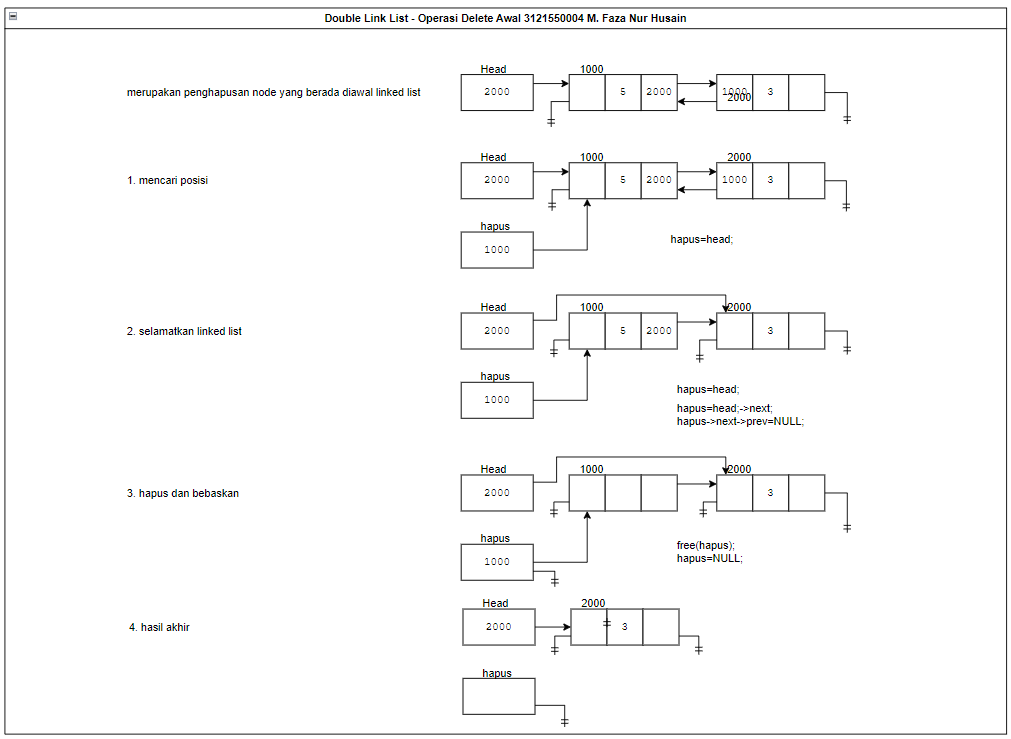 Double Link List - Operasi Delete Awal 3121550004 M. Faza Nur Husain
Head
1000
merupakan penghapusan node yang berada diawal linked list
2000
5
2000
1000
2000
3
Head
1000
2000
1. mencari posisi
2000
5
2000
1000
3
hapus
1000
hapus=head;
Head
1000
2000
2. selamatkan linked list
2000
5
2000
3
hapus
1000
hapus=head;
hapus=head;->next;
hapus->next->prev=NULL;
Head
1000
2000
3. hapus dan bebaskan
2000
3
hapus
1000
free(hapus);
hapus=NULL;
Head
2000
4. hasil akhir
2000
3
hapus